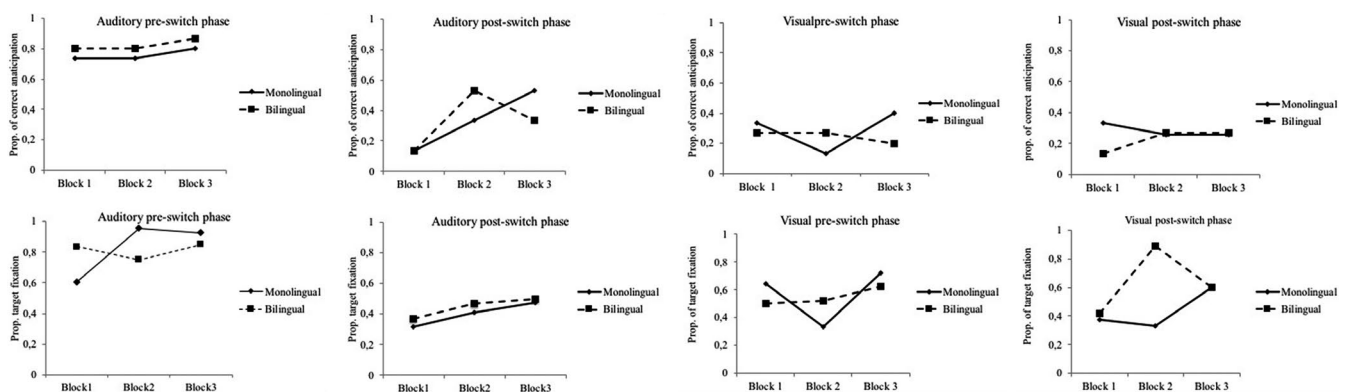 Auditory pre-switch phase
Prop. of correct anaticipation
1
0,8
0,6
0,4
0,2
0
Block 1 Block 2 Block 3
Monolingual
Bilingual
Auditory post-switch phase
Prop. of correct anticipation
1
0,8
0,6
0,4
0,2
0
Block 1 Block 2 Block 3
Monolingual
Bilingual
Visualpre-switch phase
Prop. of correct anticipation
1
0,8
0,6
0,4
0,2
0
Block 1 Block 2 Block 3
Monolingual
Bilingual
Visual post-switch phase
prop. of correct anticipation
1
0,8
0,6
0,4
0,2
0
Block 1 Block 2 Block 3
Monolingual
Bilingual
Auditory pre-switch phase
Prop. target fixation
1
0,8
0,6
0,4
0,2
0
Block1 Block2 Block3
Monolingual
Bilingual
Auditory post-switch phase
Prop. target fixation
1
0,8
0,6
0,4
0,2
0
Block1 Block 2 Block 3
Monolingual
Bilingual
Visual pre-switch phase
Prop. of target fixation
1
0,8
0,6
0,4
0,2
0
Block 1 Block 2 Block 3
Monolingual
Bilingual
Visual post-switch phase
Prop. of target fixation
1
0,8
0,6
0,4
0,2
0
Block 1 Block 2 Block 3
Monolingual
Bilingual